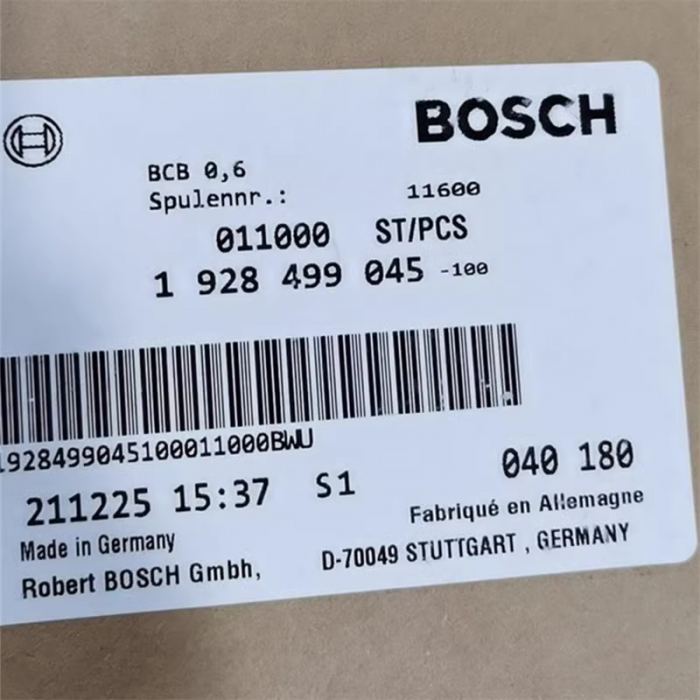 BOSCH
BCB 0,6
Spulennr.: 11600
011000 ST/PCS
1 928 499 045 -100
1928499045100011000BWU
211225 15:37 S1 040 180
Made in Germany Fabriqué en Allemagne
Robert BOSCH Gmbh, D-70049 STUTTGART , GERMANY